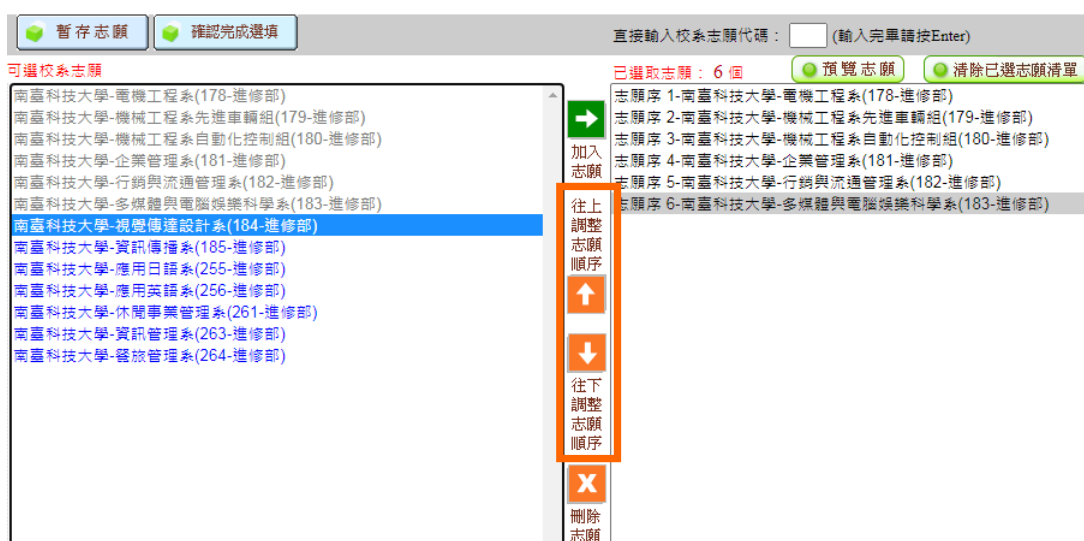 暫存志願
確認完成選填
直接輸入校系志願代碼： (輸入完畢請按Enter)
可選校系志願
已選取志願： 6 個
預覽志願
清除已選志願清單
南臺科技大學-電機工程系(178-進修部)
南臺科技大學-機械工程系先進車輛組(179-進修部)
南臺科技大學-機械工程系自動化控制組(180-進修部)
南臺科技大學-企業管理系(181-進修部)
南臺科技大學-行銷與流通管理系(182-進修部)
南臺科技大學-多媒體與電腦娛樂科學系(183-進修部)
南臺科技大學-視覺傳達設計系(184-進修部)
南臺科技大學-資訊傳播系(185-進修部)
南臺科技大學-應用日語系(255-進修部)
南臺科技大學-應用英語系(256-進修部)
南臺科技大學-休閒事業管理系(261-進修部)
南臺科技大學-資訊管理系(263-進修部)
南臺科技大學-餐旅管理系(264-進修部)
加入
志願
往上
調整
志願
順序
往下
調整
志願
順序
X
刪除
志願
志願序 1-南臺科技大學-電機工程系(178-進修部)
志願序 2-南臺科技大學-機械工程系先進車輛組(179-進修部)
志願序 3-南臺科技大學-機械工程系自動化控制組(180-進修部)
志願序 4-南臺科技大學-企業管理系(181-進修部)
志願序 5-南臺科技大學-行銷與流通管理系(182-進修部)
志願序 6-南臺科技大學-多媒體與電腦娛樂科學系(183-進修部)